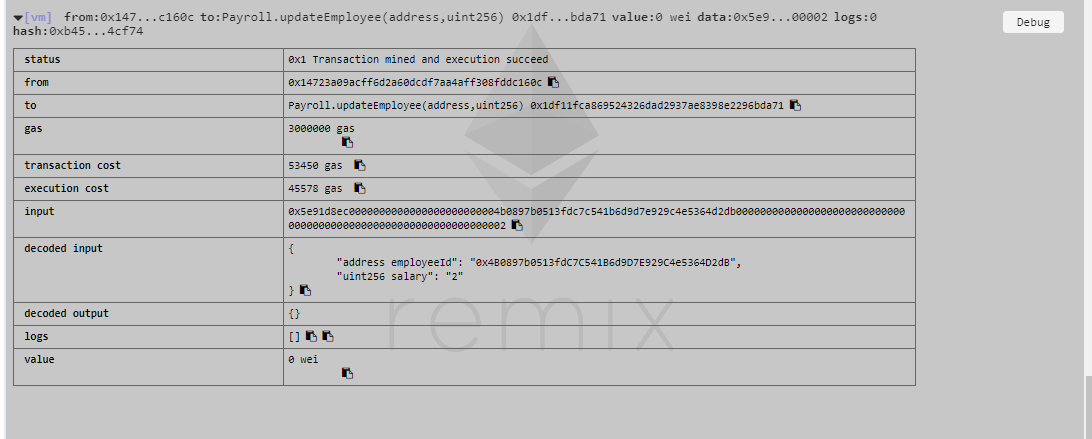 [vm] from:0x147...c160c to:Payroll.updateEmployee(address,uint256) 0x1df...bda71 value:0 wei data:0x5e9...00002 logs:0
hash:0xb45...4cf74
Debug
status 0x1 Transaction mined and execution succeed
from 0x14723a09acff6d2a60dcdf7aa4aff308fddc160c
to Payroll.updateEmployee(address,uint256) 0x1df11fca869524326dad2937ae8398e2296bda71
gas 3000000 gas
transaction cost 53450 gas
execution cost 45578 gas
input 0x5e91d8ec0000000000000000000000004b0897b0513fdc7c541b6d9d7e929c4e5364d2db0000000000000000000000000000
000000000000000000000000000000000002
decoded input {
"address employeeId": "0x4B0897b0513fdC7C541B6d9D7E929C4e5364D2dB",
"uint256 salary": "2"
}
decoded output {}
logs []
value 0 wei
remix